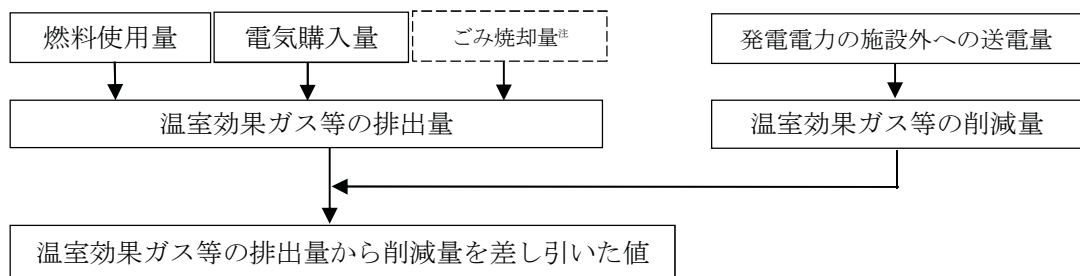 燃料使用量
電気購入量
ごみ焼却量注
発電電力の施設外への送電量
温室効果ガス等の排出量
温室効果ガス等の削減量
温室効果ガス等の排出量から削減量を差し引いた値